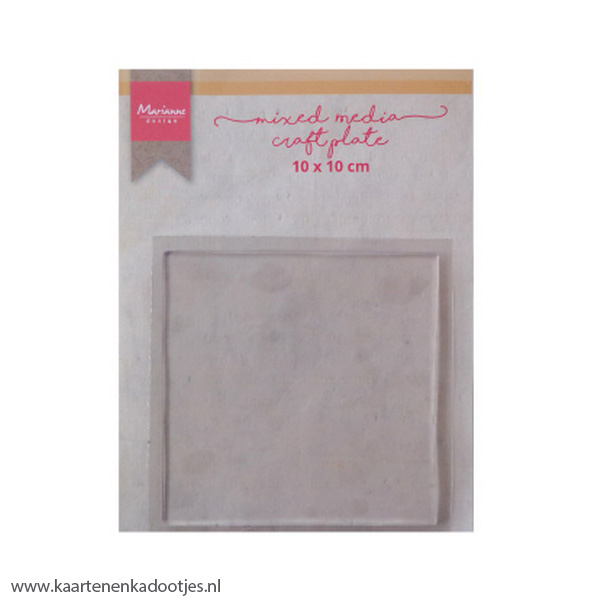 Marianne
design
mixed media
craft plate
10 x 10 cm
www.kaartenenkadootjes.nl